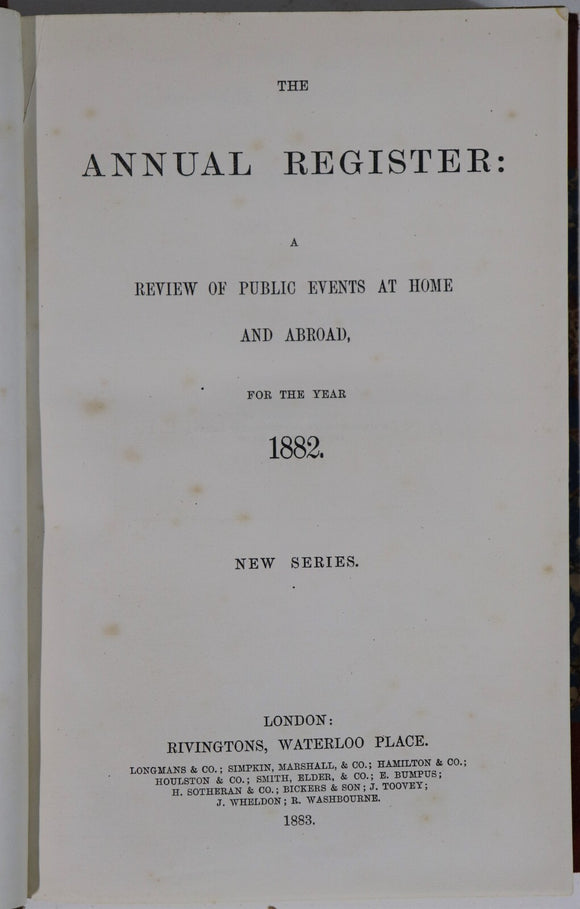 THE
ANNUAL REGISTER:
A
REVIEW OF PUBLIC EVENTS AT HOME
AND ABROAD,
FOR THE YEAR
1882.
NEW SERIES.
LONDON:
RIVINGTONS, WATERLOO PLACE.
LONGMANS & CO.; SIMPKIN, MARSHALL, & CO.; HAMILTON & CO.;
HOULSTON & CO.; SMITH, ELDER, & CO.; E. BUMPUS;
H. SOTHERAN & CO.; BICKERS & SON; J. TOOVEY;
J. WHELDON; R. WASHBOURNE.
1883.